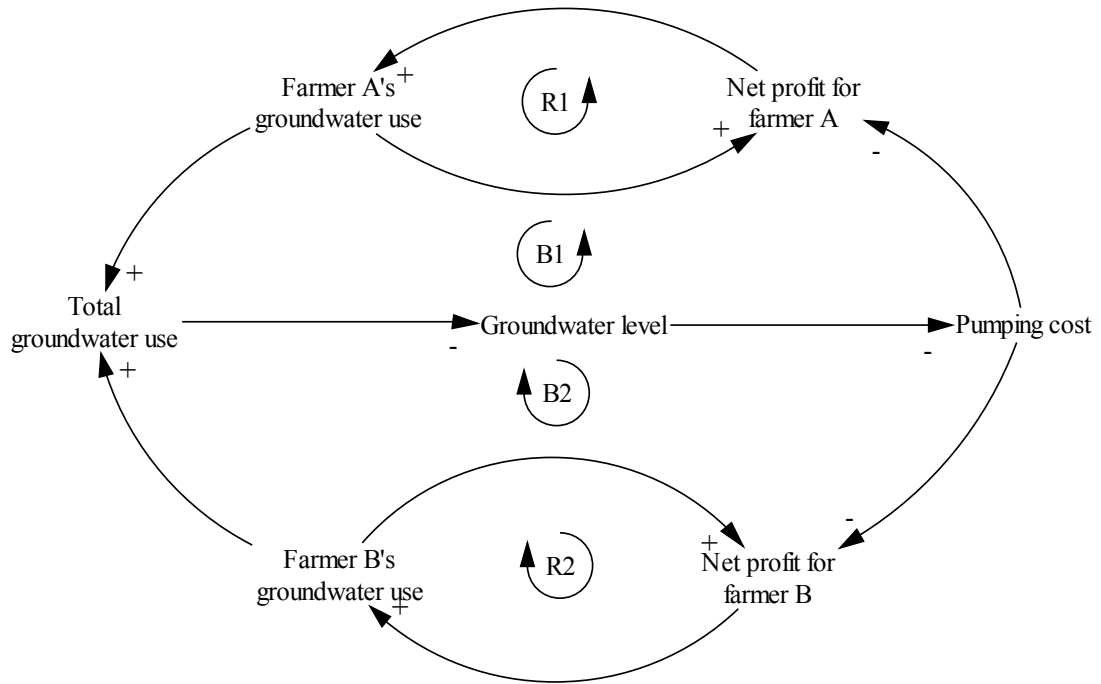 Farmer A's
groundwater use
+
R1
Net profit for
farmer A
+
-
B1
+
Total
groundwater use
-
Groundwater level
-
Pumping cost
+
B2
-
+
Farmer B's
groundwater use
+
R2
Net profit for
farmer B